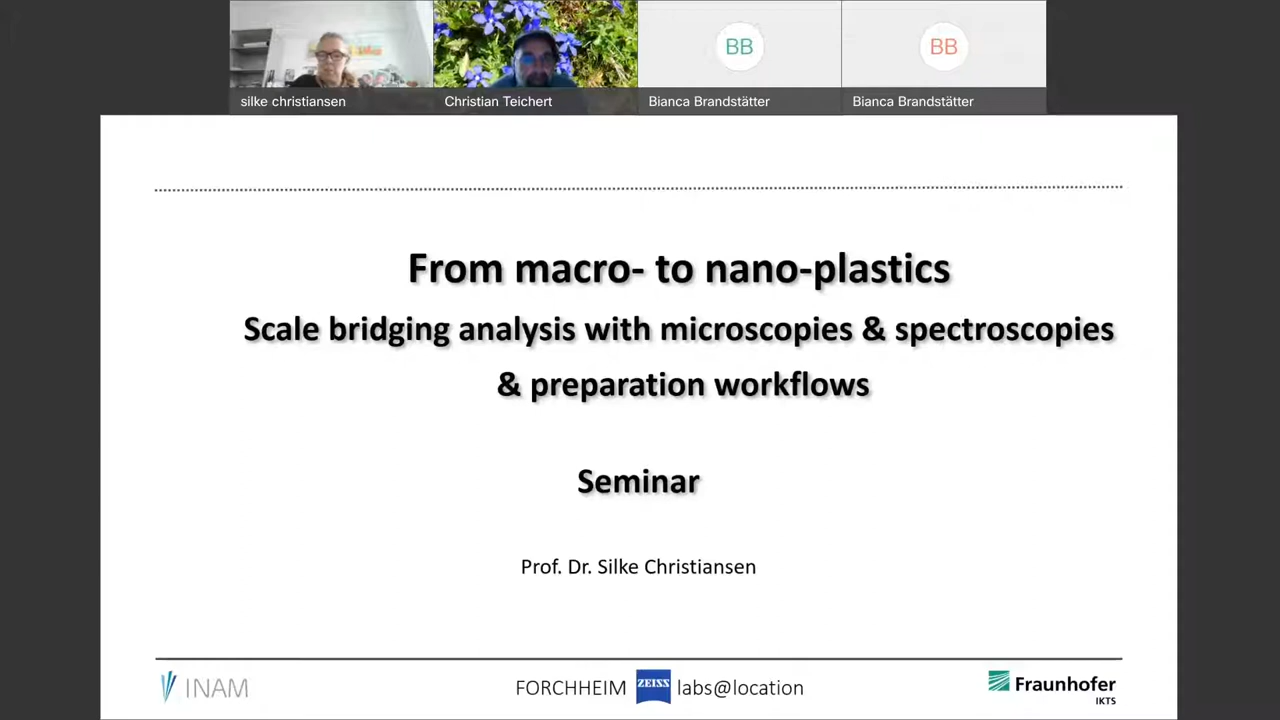 BB
BB
silke christiansen
Christian Teichert
Bianca Brandstätter
Bianca Brandstätter
From macro- to nano-plastics
Scale bridging analysis with microscopies & spectroscopies
& preparation workflows
Seminar
Prof. Dr. Silke Christiansen
INAM
FORCHHEIM ZEISS labs@location
Fraunhofer
IKTS